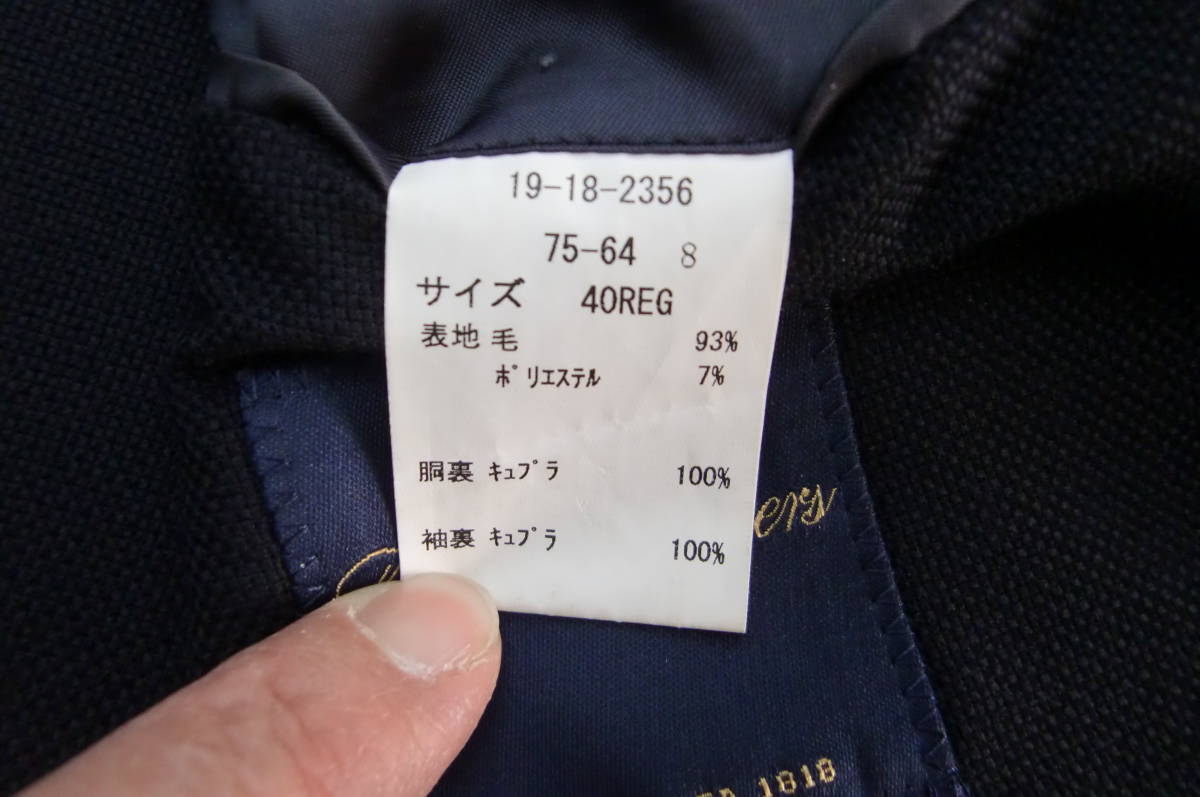 19-18-2356
75-64 8
サイズ 40REG
表地 毛 93%
ポリエステル 7%
胴裏 キュプラ 100%
袖裏 キュプラ 100%
1818